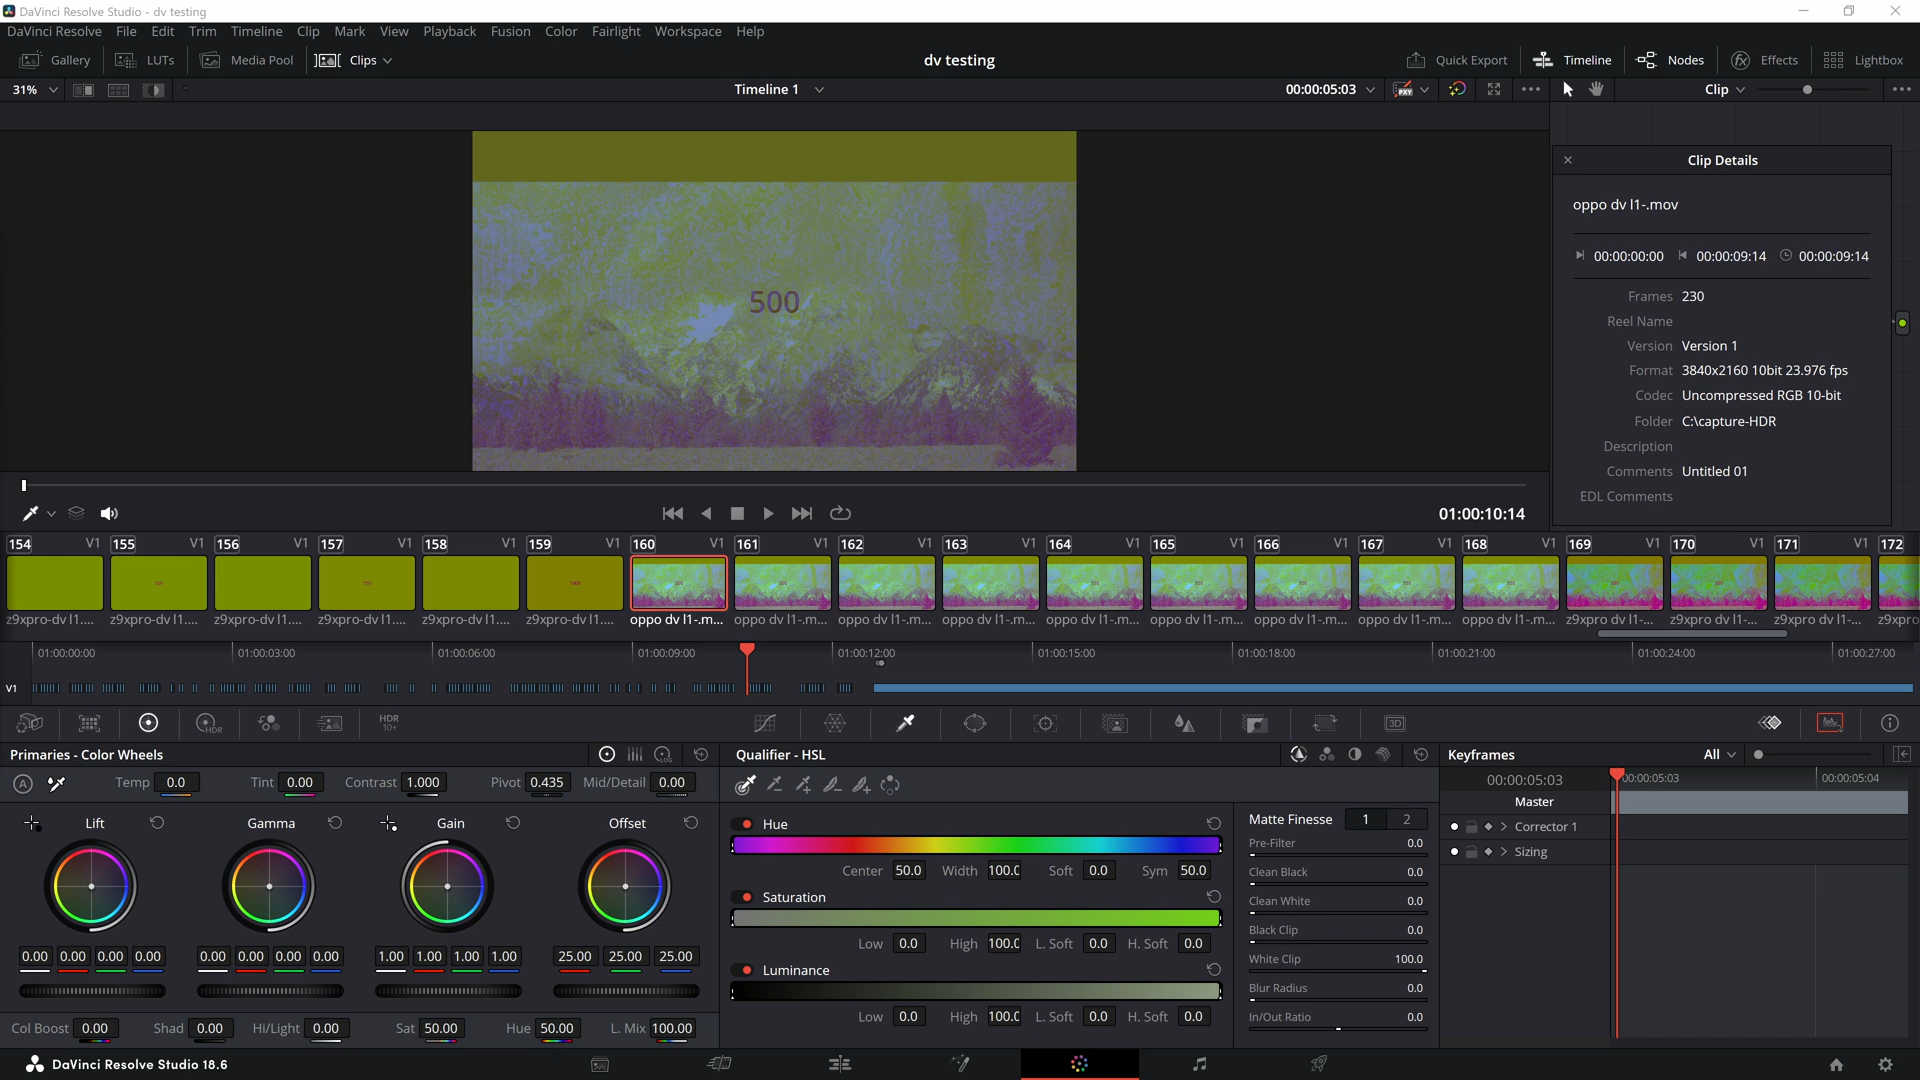 DaVinci Resolve Studio - dv testing
DaVinci Resolve File Edit Trim Timeline Clip Mark View Playback Fusion Color Fairlight Workspace Help
Gallery LUTs Media Pool Clips dv testing Quick Export Timeline Nodes Effects Lightbox
31% Timeline 1 00:00:05:03 PXY Clip
Clip Details
oppo dv l1-.mov
00:00:00:00 00:00:09:14 00:00:09:14
Frames 230
Reel Name
Version Version 1
Format 3840x2160 10bit 23.976 fps
Codec Uncompressed RGB 10-bit
Folder C:\capture-HDR
Description
Comments Untitled 01
EDL Comments
500
01:00:10:14
154 V1 155 V1 156 V1 157 V1 158 V1 159 V1 160 V1 161 V1 162 V1 163 V1 164 V1 165 V1 166 V1 167 V1 168 V1 169 V1 170 V1 171 V1 172
z9xpro-dv l1.... z9xpro-dv l1.... z9xpro-dv l1.... z9xpro-dv l1.... z9xpro-dv l1.... z9xpro-dv l1.... oppo dv l1-.m... oppo dv l1-.m... oppo dv l1-.m... oppo dv l1-.m... oppo dv l1-.m... oppo dv l1-.m... oppo dv l1-.m... oppo dv l1-.m... oppo dv l1-.m... z9xpro-dv l1-... z9xpro-dv l1-... z9xpro-dv l1-... z9xpro
01:00:00:00 01:00:03:00 01:00:06:00 01:00:09:00 01:00:12:00 01:00:15:00 01:00:18:00 01:00:21:00 01:00:24:00 01:00:27:00
V1
HDR HDR 10+ 3D
Primaries - Color Wheels LOG
A Temp 0.0 Tint 0.00 Contrast 1.000 Pivot 0.435 Mid/Detail 0.00
Lift Gamma Gain Offset
0.00 0.00 0.00 0.00 0.00 0.00 0.00 0.00 1.00 1.00 1.00 1.00 25.00 25.00 25.00
Col Boost 0.00 Shad 0.00 Hi/Light 0.00 Sat 50.00 Hue 50.00 L. Mix 100.00
Qualifier - HSL
Hue
Center 50.0 Width 100.0 Soft 0.0 Sym 50.0
Saturation
Low 0.0 High 100.0 L. Soft 0.0 H. Soft 0.0
Luminance
Low 0.0 High 100.0 L. Soft 0.0 H. Soft 0.0
Matte Finesse 1 2
Pre-Filter 0.0
Clean Black 0.0
Clean White 0.0
Black Clip 0.0
White Clip 100.0
Blur Radius 0.0
In/Out Ratio 0.0
Keyframes All
00:00:05:03 00:00:05:03 00:00:05:04
Master
Corrector 1
Sizing
DaVinci Resolve Studio 18.6